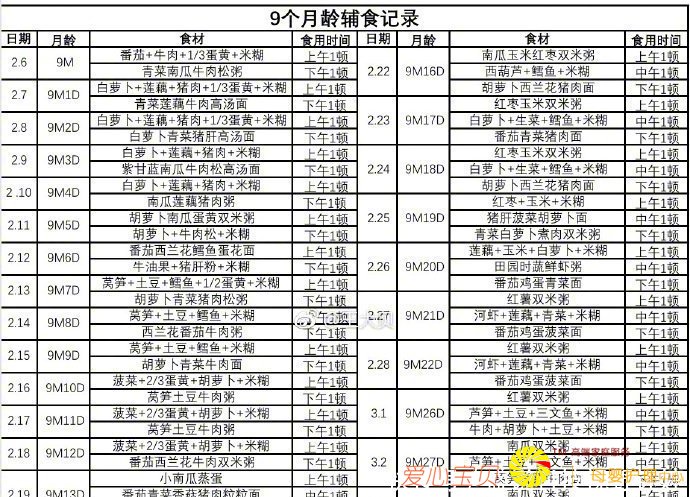 9个月龄辅食记录
日期 月龄 食材 食用时间
2.6 9M 番茄+牛肉+1/3蛋黄+米糊 上午1顿
青菜南瓜牛肉松粥 下午1顿
2.7 9M1D 白萝卜+莲藕+猪肉+1/3蛋黄+米糊 上午1顿
青菜莲藕牛肉高汤面 下午1顿
2.8 9M2D 白萝卜+莲藕+猪肉+1/3蛋黄+米糊 上午1顿
白萝卜青菜猪肝高汤面 下午1顿
2.9 9M3D 白萝卜+莲藕+猪肉+米糊 上午1顿
紫甘蓝南瓜牛肉松高汤面 下午1顿
2.10 9M4D 白萝卜+莲藕+猪肉+米糊 上午1顿
南瓜莲藕猪肉粥 下午1顿
2.11 9M5D 胡萝卜南瓜蛋黄双米粥 上午1顿
胡萝卜+牛肉松+米糊 下午1顿
2.12 9M6D 番茄西兰花鳕鱼蛋花面 上午1顿
牛油果+猪肝粉+米糊 下午1顿
2.13 9M7D 莴笋+土豆+鳕鱼+1/2蛋黄+米糊 上午1顿
胡萝卜青菜猪肉松粥 下午1顿
2.14 9M8D 莴笋+土豆+鳕鱼+米糊
西兰花番茄牛肉粥 下午1顿
2.15 9M9D 莴笋+土豆+鳕鱼+米糊 上午1顿
胡萝卜青菜牛肉面 下午1顿
2.16 9M10D 菠菜+2/3蛋黄+胡萝卜+米糊 上午1顿
莴笋土豆牛肉粥 下午1顿
2.17 9M11D 菠菜+2/3蛋黄+胡萝卜+米糊 上午1顿
莴笋土豆牛肉粥 下午1顿
2.18 9M12D 菠菜+2/3蛋黄+胡萝卜+米糊 上午1顿
番茄西兰花牛肉双米粥 下午1顿
2.19 9M13D 小南瓜蒸蛋 上午1顿
番茄青菜香菇猪肉粒粒面
日期 月龄 食材 食用时间
2.22 9M16D 南瓜玉米红枣双米粥 上午1顿
西葫芦+鳕鱼+米糊 中午1顿
胡萝卜西兰花猪肉面 下午1顿
2.23 9M17D 红枣玉米双米粥 上午1顿
白萝卜+生菜+鳕鱼+米糊 中午1顿
番茄青菜猪肉面 下午1顿
2.24 9M18D 红枣玉米双米粥 上午1顿
白萝卜+生菜+鳕鱼+米糊 中午1顿
胡萝卜西兰花猪肉面 下午1顿
2.25 9M19D 红枣+玉米+米糊 上午1顿
猪肝菠菜胡萝卜面 中午1顿
青菜白萝卜煮肉双米粥 下午1顿
2.26 9M20D 莲藕+玉米+白萝卜+米糊 上午1顿
田园时蔬鲜虾粥 中午1顿
番茄鸡蛋青菜面 下午1顿
2.27 9M21D 红薯双米粥 上午1顿
河虾+莲藕+青菜+米糊 中午1顿
番茄鸡蛋菠菜面 下午1顿
2.28 9M22D 红薯双米粥 上午1顿
河虾+莲藕+青菜+米糊 中午1顿
番茄鸡蛋菠菜面 下午1顿
3.1 9M26D 红薯双米粥 上午1顿
芦笋+土豆+三文鱼+米糊 中午1顿
牛肉+胡萝卜+土豆+米糊 下午1顿
3.2 9M27D 南瓜双米粥
芦笋+土豆+三文鱼+米糊 中午1顿
南瓜双米粥
爱心宝贝
高端家庭服务
母婴护理